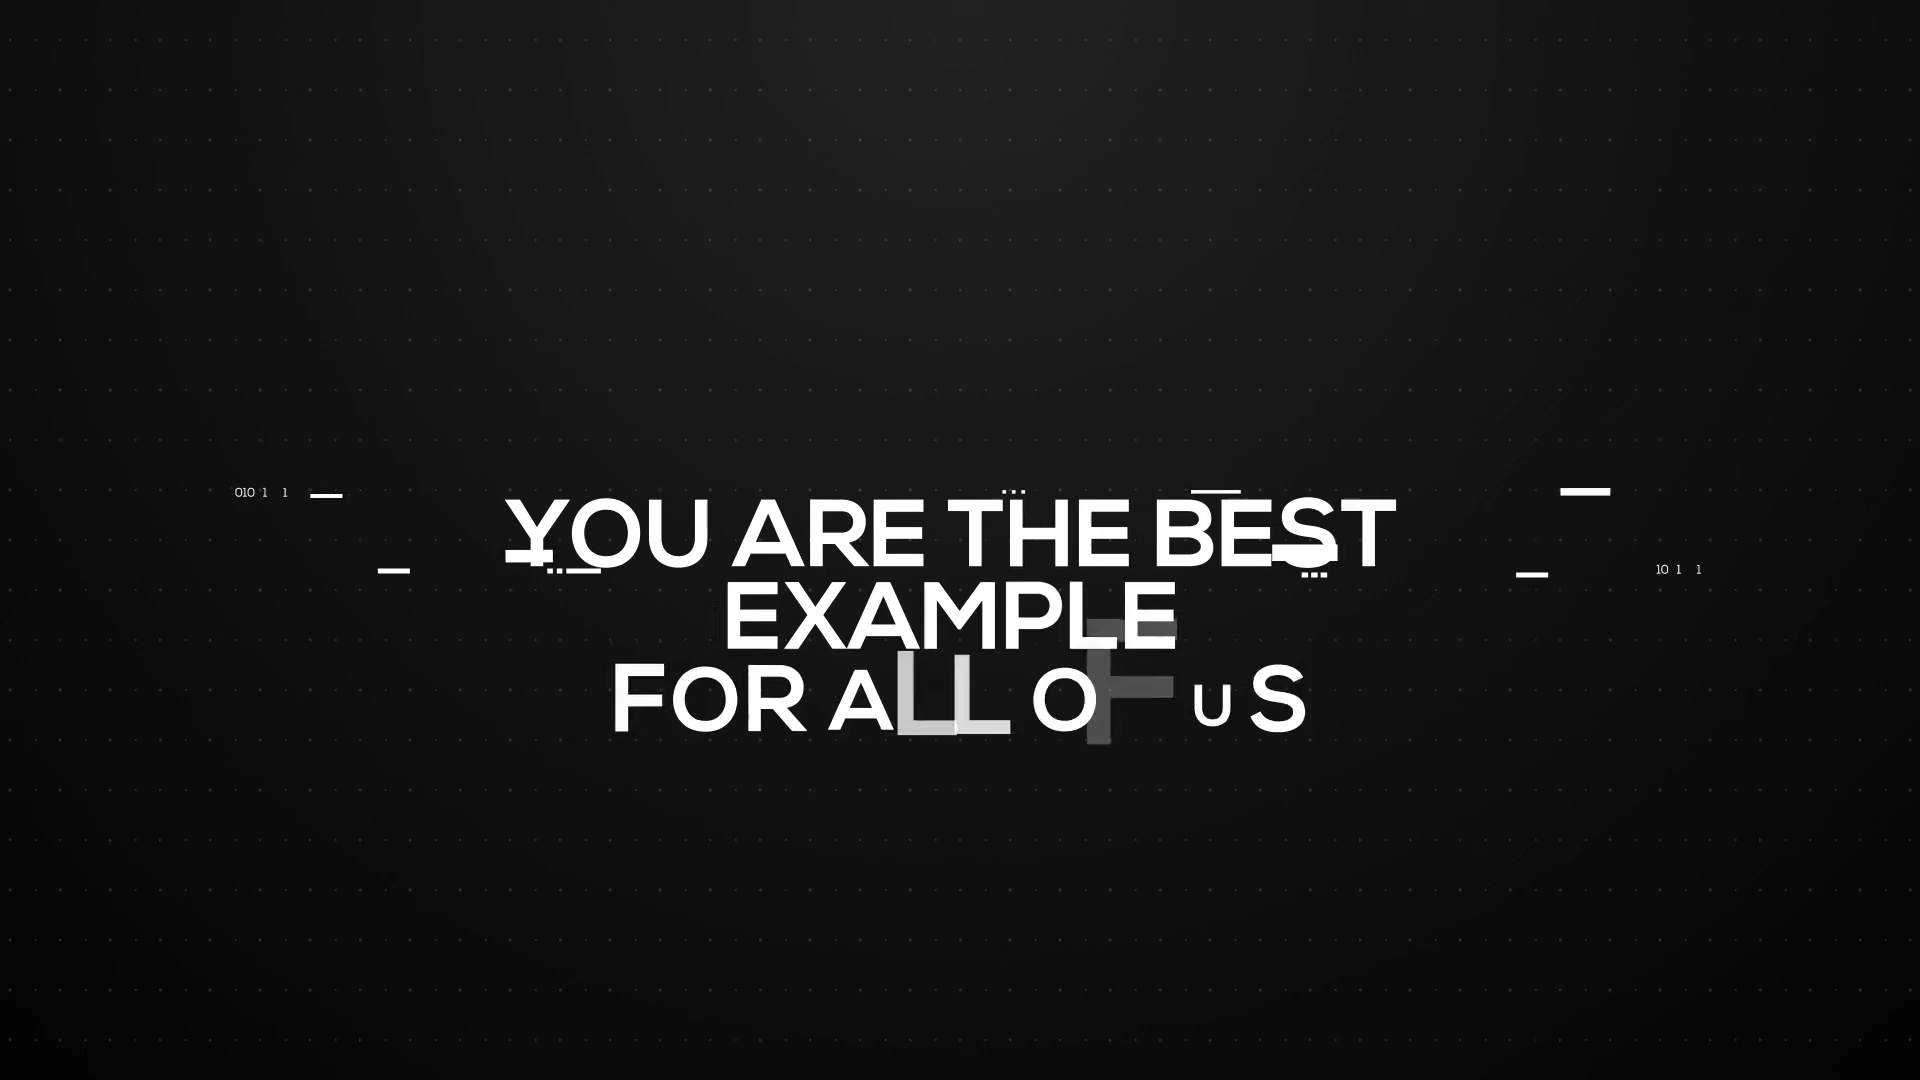 010 1 1
YOU ARE THE BEST
10 1 1
EXAMPLE
FOR ALL OF US